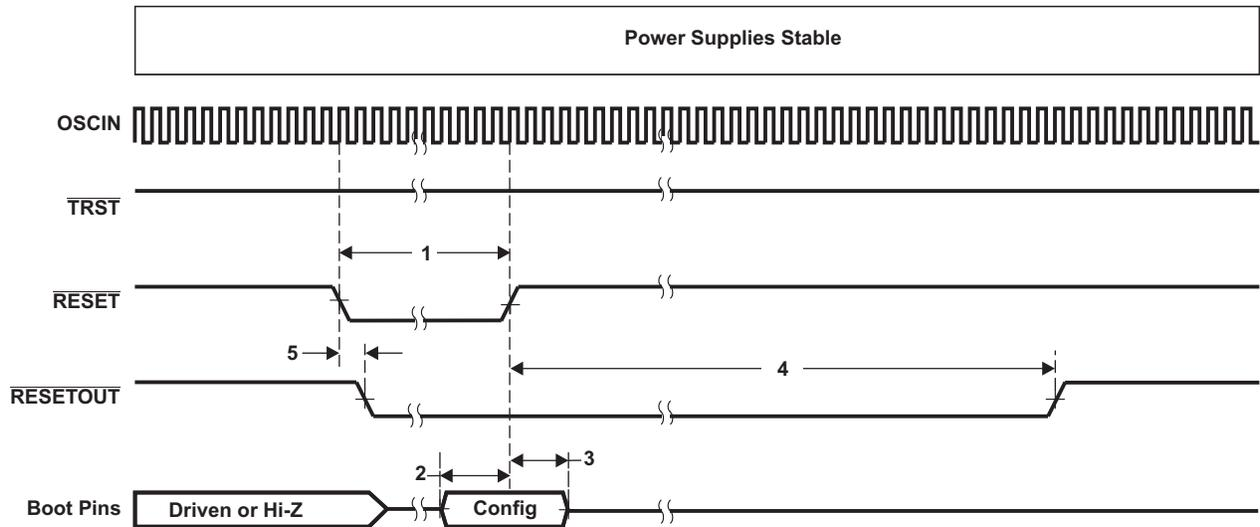 Power Supplies Stable
OSCIN
TRST
1
RESET
5
4
RESETOUT
2
3
Boot Pins
Driven or Hi-Z
Config